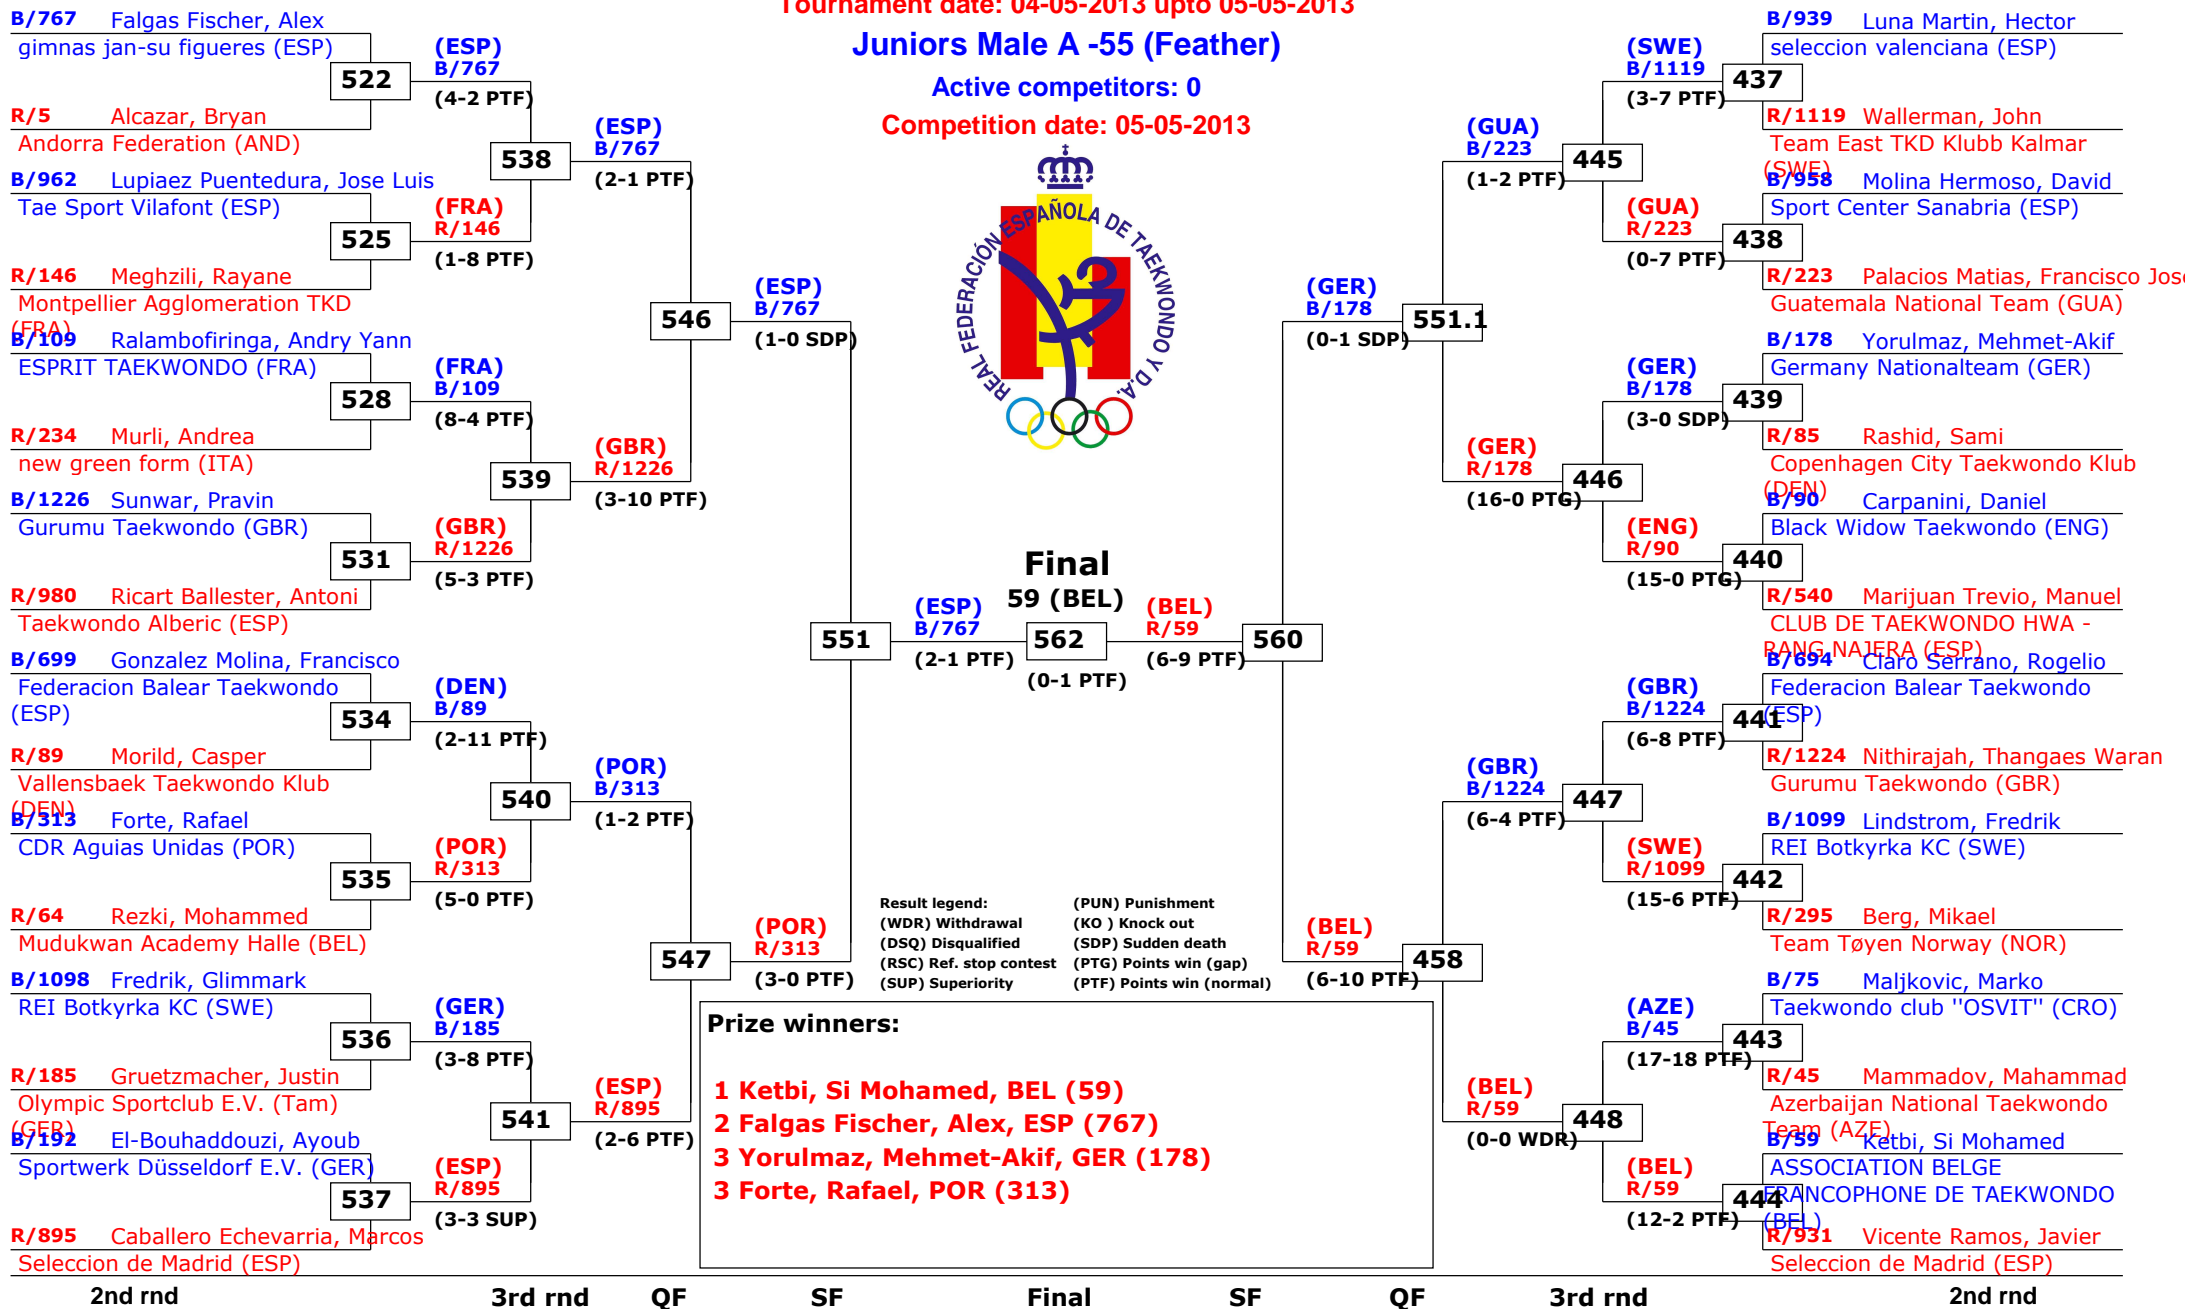 Tournament date: 04-05-2013 upto 05-05-2013
Juniors Male A -55 (Feather)
Active competitors: 0
Competition date: 05-05-2013
REAL FEDERACIÓN ESPAÑOLA DE TAEKWONDO Y D.A.
B/767 Falgas Fischer, Alex
gimnas jan-su figueres (ESP)
522
R/5 Alcazar, Bryan
Andorra Federation (AND)
B/962 Lupiaez Puentedura, Jose Luis
Tae Sport Vilafont (ESP)
525
R/146 Meghzili, Rayane
Montpellier Agglomeration TKD
(FRA)
B/109 Ralambofiringa, Andry Yann
ESPRIT TAEKWONDO (FRA)
528
R/234 Murli, Andrea
new green form (ITA)
B/1226 Sunwar, Pravin
Gurumu Taekwondo (GBR)
531
R/980 Ricart Ballester, Antoni
Taekwondo Alberic (ESP)
B/699 Gonzalez Molina, Francisco
Federacion Balear Taekwondo
(ESP)
534
R/89 Morild, Casper
Vallensbaek Taekwondo Klub
(DEN)
B/313 Forte, Rafael
CDR Aguias Unidas (POR)
535
R/64 Rezki, Mohammed
Mudukwan Academy Halle (BEL)
B/1098 Fredrik, Glimmark
REI Botkyrka KC (SWE)
536
R/185 Gruetzmacher, Justin
Olympic Sportclub E.V. (Tam)
(GER)
B/192 El-Bouhaddouzi, Ayoub
Sportwerk Düsseldorf E.V. (GER)
537
R/895 Caballero Echevarria, Marcos
Seleccion de Madrid (ESP)
(ESP)
B/767
(4-2 PTF)
538
(FRA)
R/146
(1-8 PTF)
(FRA)
B/109
(8-4 PTF)
539
(GBR)
R/1226
(5-3 PTF)
(DEN)
B/89
(2-11 PTF)
540
(POR)
R/313
(5-0 PTF)
(GER)
B/185
(3-8 PTF)
541
(ESP)
R/895
(3-3 SUP)
(ESP)
B/767
(2-1 PTF)
546
(GBR)
R/1226
(3-10 PTF)
(POR)
B/313
(1-2 PTF)
547
(ESP)
R/895
(2-6 PTF)
(ESP)
B/767
(1-0 SDP)
551
(POR)
R/313
(3-0 PTF)
(ESP)
B/767
(2-1 PTF)
Final
59 (BEL)
562
(0-1 PTF)
(BEL)
R/59
(6-9 PTF)
560
(GER)
B/178
(0-1 SDP)
(BEL)
R/59
(6-10 PTF)
551.1
458
(GUA)
B/223
(1-2 PTF)
(GER)
R/178
(16-0 PTG)
(GBR)
B/1224
(6-4 PTF)
(BEL)
R/59
(0-0 WDR)
445
446
447
448
(SWE)
B/1119
(3-7 PTF)
(GUA)
R/223
(0-7 PTF)
(GER)
B/178
(3-0 SDP)
(ENG)
R/90
(15-0 PTG)
(GBR)
B/1224
(6-8 PTF)
(SWE)
R/1099
(15-6 PTF)
(AZE)
B/45
(17-18 PTF)
(BEL)
R/59
(12-2 PTF)
B/939 Luna Martin, Hector
seleccion valenciana (ESP)
437
R/1119 Wallerman, John
Team East TKD Klubb Kalmar
(SWE)
B/958 Molina Hermoso, David
Sport Center Sanabria (ESP)
438
R/223 Palacios Matias, Francisco Jose
Guatemala National Team (GUA)
B/178 Yorulmaz, Mehmet-Akif
Germany Nationalteam (GER)
439
R/85 Rashid, Sami
Copenhagen City Taekwondo Klub
(DEN)
B/90 Carpanini, Daniel
Black Widow Taekwondo (ENG)
440
R/540 Marijuan Trevio, Manuel
CLUB DE TAEKWONDO HWA -
RANG NAJERA (ESP)
B/694 Claro Serrano, Rogelio
Federacion Balear Taekwondo
(ESP)
441
R/1224 Nithirajah, Thangaes Waran
Gurumu Taekwondo (GBR)
B/1099 Lindstrom, Fredrik
REI Botkyrka KC (SWE)
442
R/295 Berg, Mikael
Team Tøyen Norway (NOR)
B/75 Maljkovic, Marko
Taekwondo club "OSVIT" (CRO)
443
R/45 Mammadov, Mahammad
Azerbaijan National Taekwondo
Team (AZE)
B/59 Ketbi, Si Mohamed
ASSOCIATION BELGE
FRANCOPHONE DE TAEKWONDO
(BEL)
444
R/931 Vicente Ramos, Javier
Seleccion de Madrid (ESP)
Result legend: (PUN) Punishment
(WDR) Withdrawal (KO ) Knock out
(DSQ) Disqualified (SDP) Sudden death
(RSC) Ref. stop contest (PTG) Points win (gap)
(SUP) Superiority (PTF) Points win (normal)
Prize winners:
1 Ketbi, Si Mohamed, BEL (59)
2 Falgas Fischer, Alex, ESP (767)
3 Yorulmaz, Mehmet-Akif, GER (178)
3 Forte, Rafael, POR (313)
2nd rnd 3rd rnd QF SF Final SF QF 3rd rnd 2nd rnd